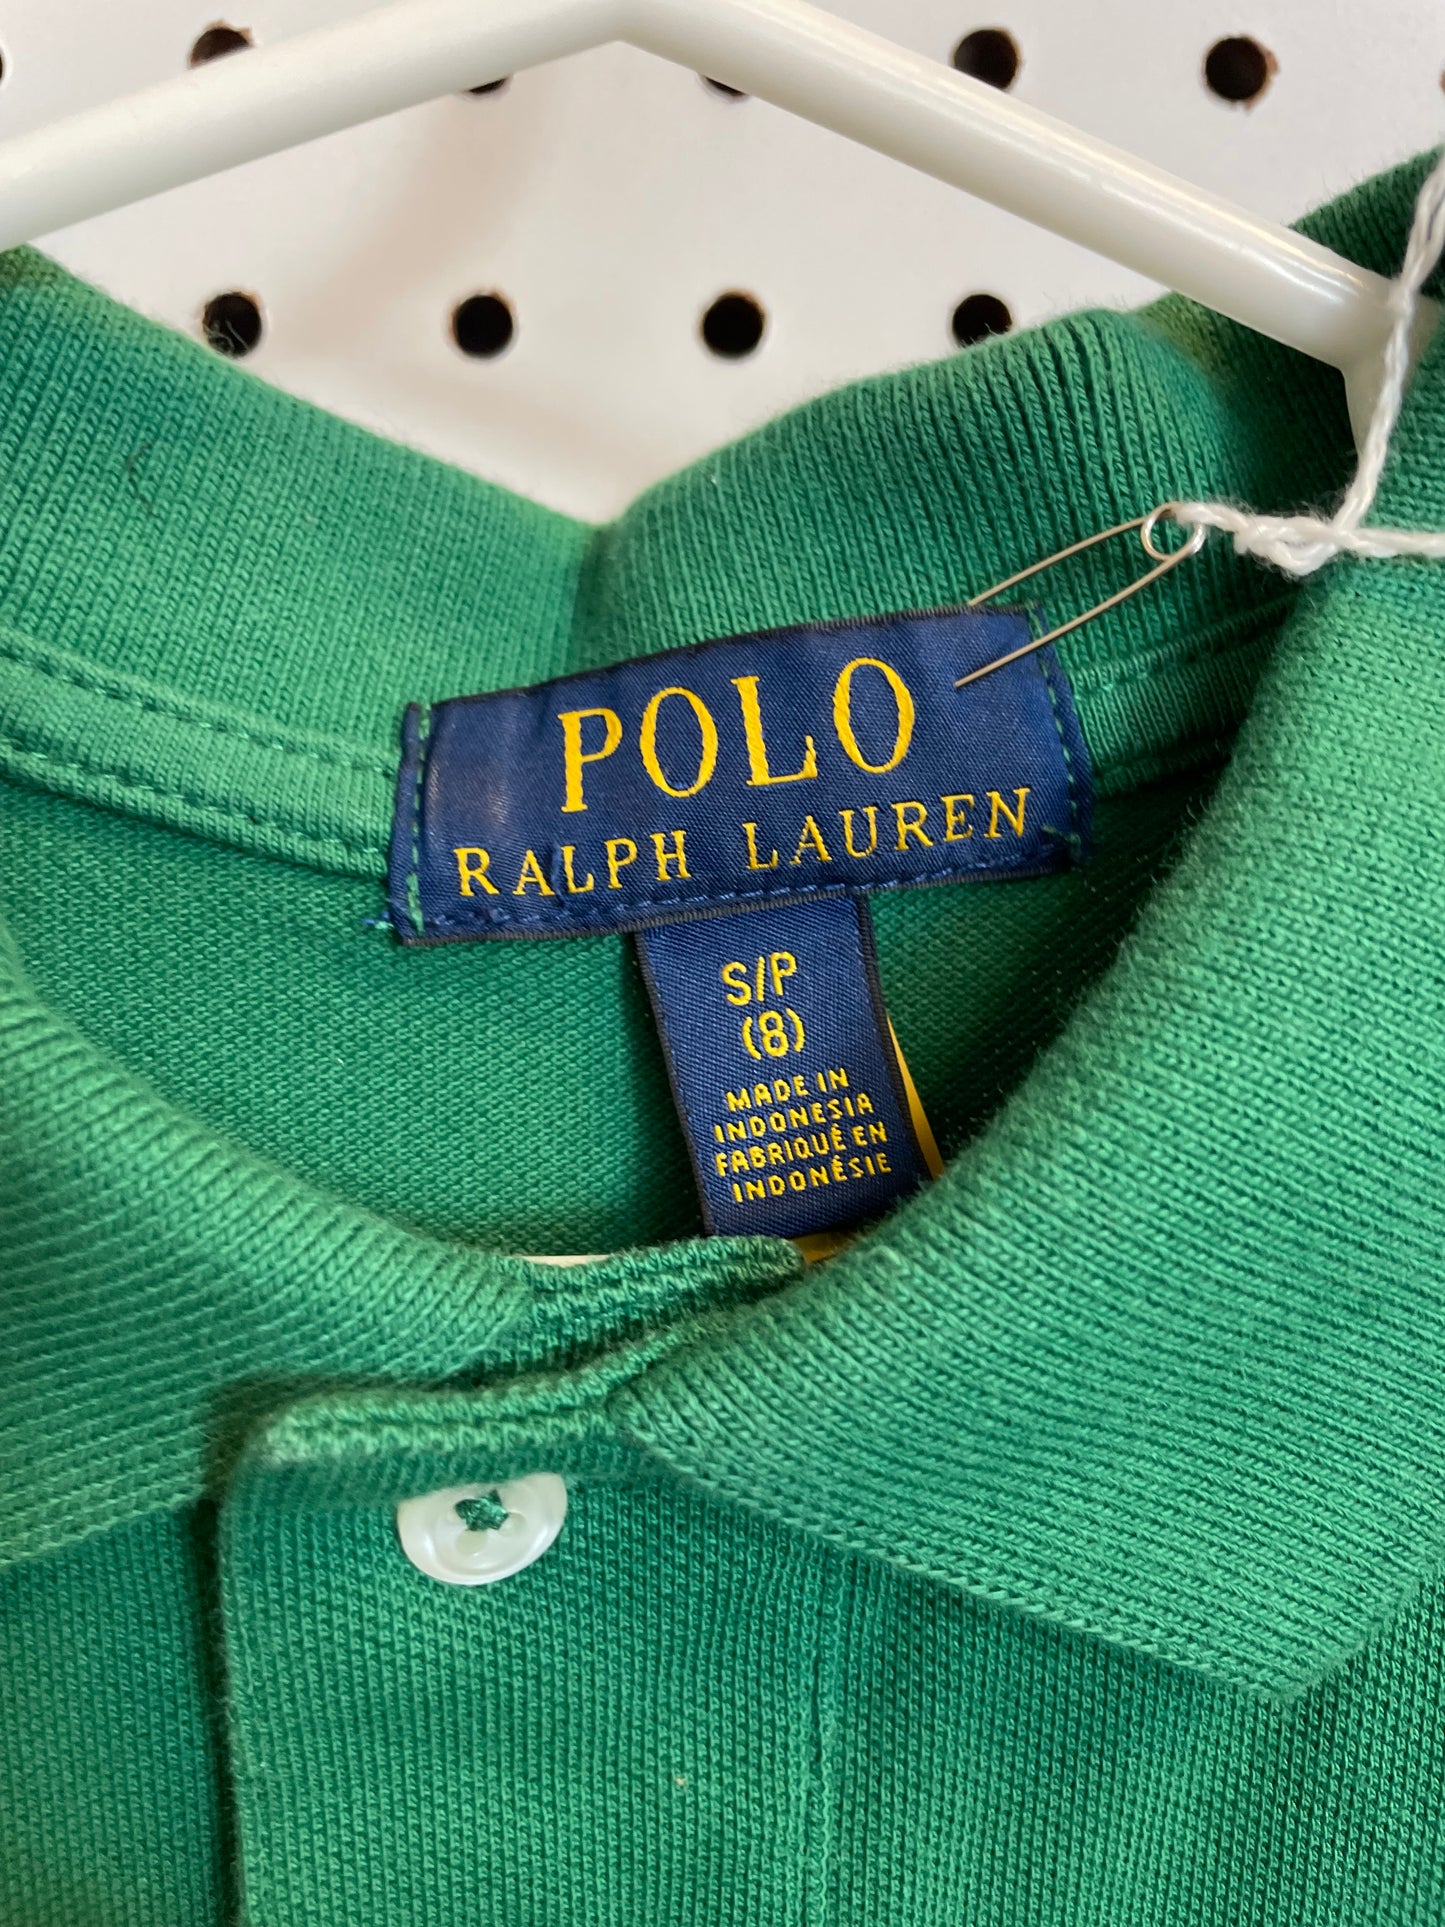 POLO
RALPH LAUREN
S/P
(8)
MADE IN
INDONESIA
FABRIQUÉ EN
INDONÉSIE